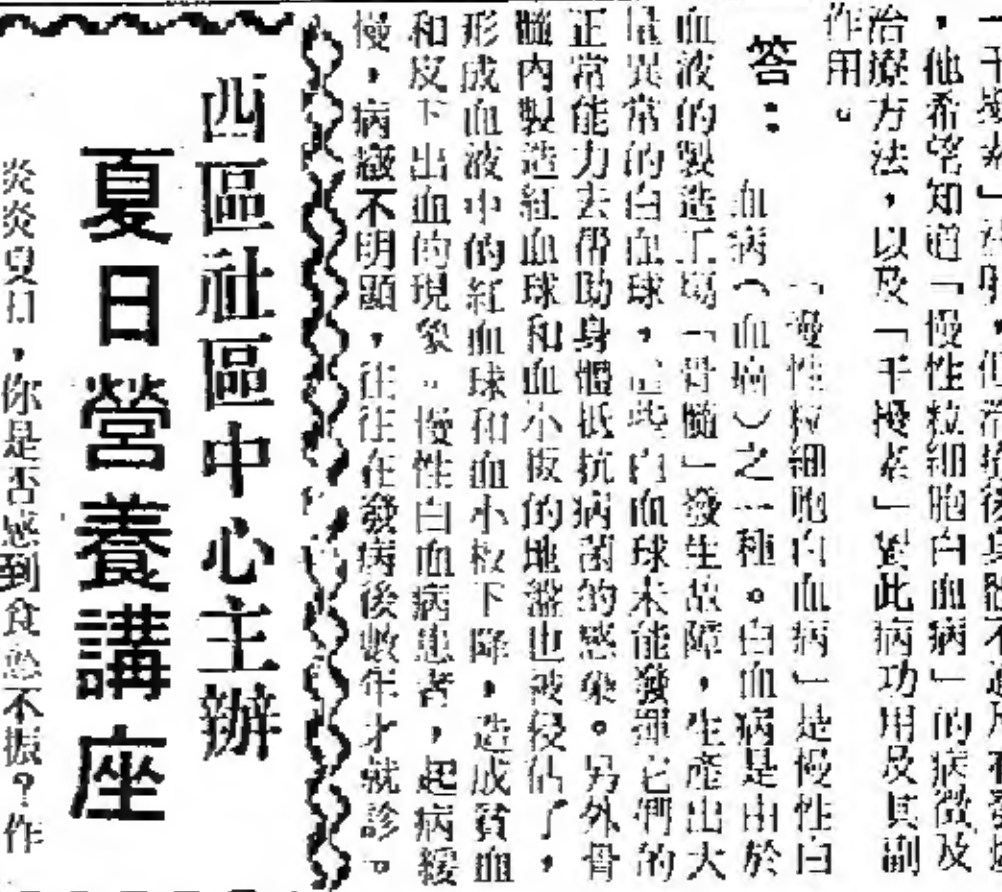 ，他希望知道「慢性粒細胞白血病」的病徵及
治療方法，以及「干擾素」對此病功用及其副
作用。
答：
「慢性粒細胞白血病」是慢性白
血病（血癌）之一種。白血病是由於
血液的製造工場「骨髓」發生故障，生產出大
量異常的白血球，這些白血球未能發揮它們的
正常能力去帮助身體抵抗病菌的感染。另外骨
髓內製造紅血球和血小板的地盤也被侵佔了，
形成血液中的紅血球和血小板下降，造成貧血
和皮下出血的現象。慢性白血病患者，起病緩
慢，病徵不明顯，往往在發病後數年才就診。
西區社區中心主辦
夏日營養講座
炎炎夏日，你是否感到食慾不振？作